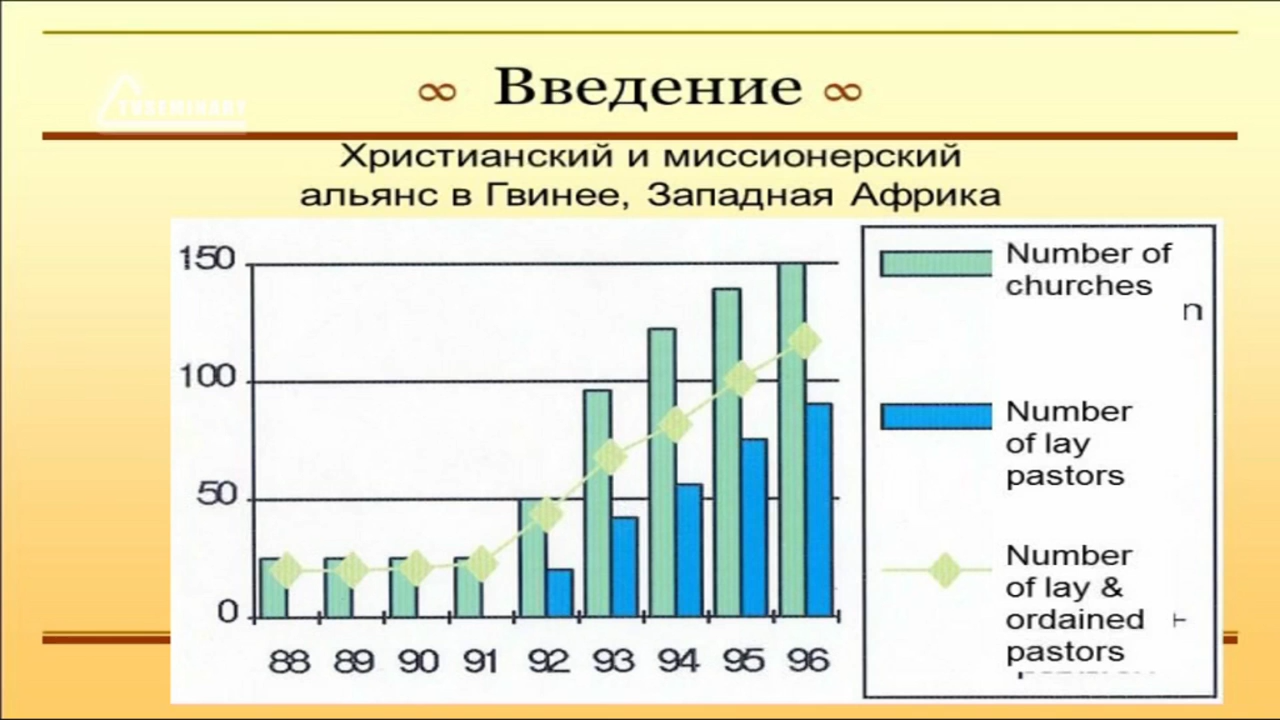 ∞ Введение ∞
TUSEMINARY
Христианский и миссионерский
альянс в Гвинее, Западная Африка
150
100
50
0
88 89 90 91 92 93 94 95 96
Number of
churches
n
Number
of lay
pastors
Number
of lay &
ordained
pastors